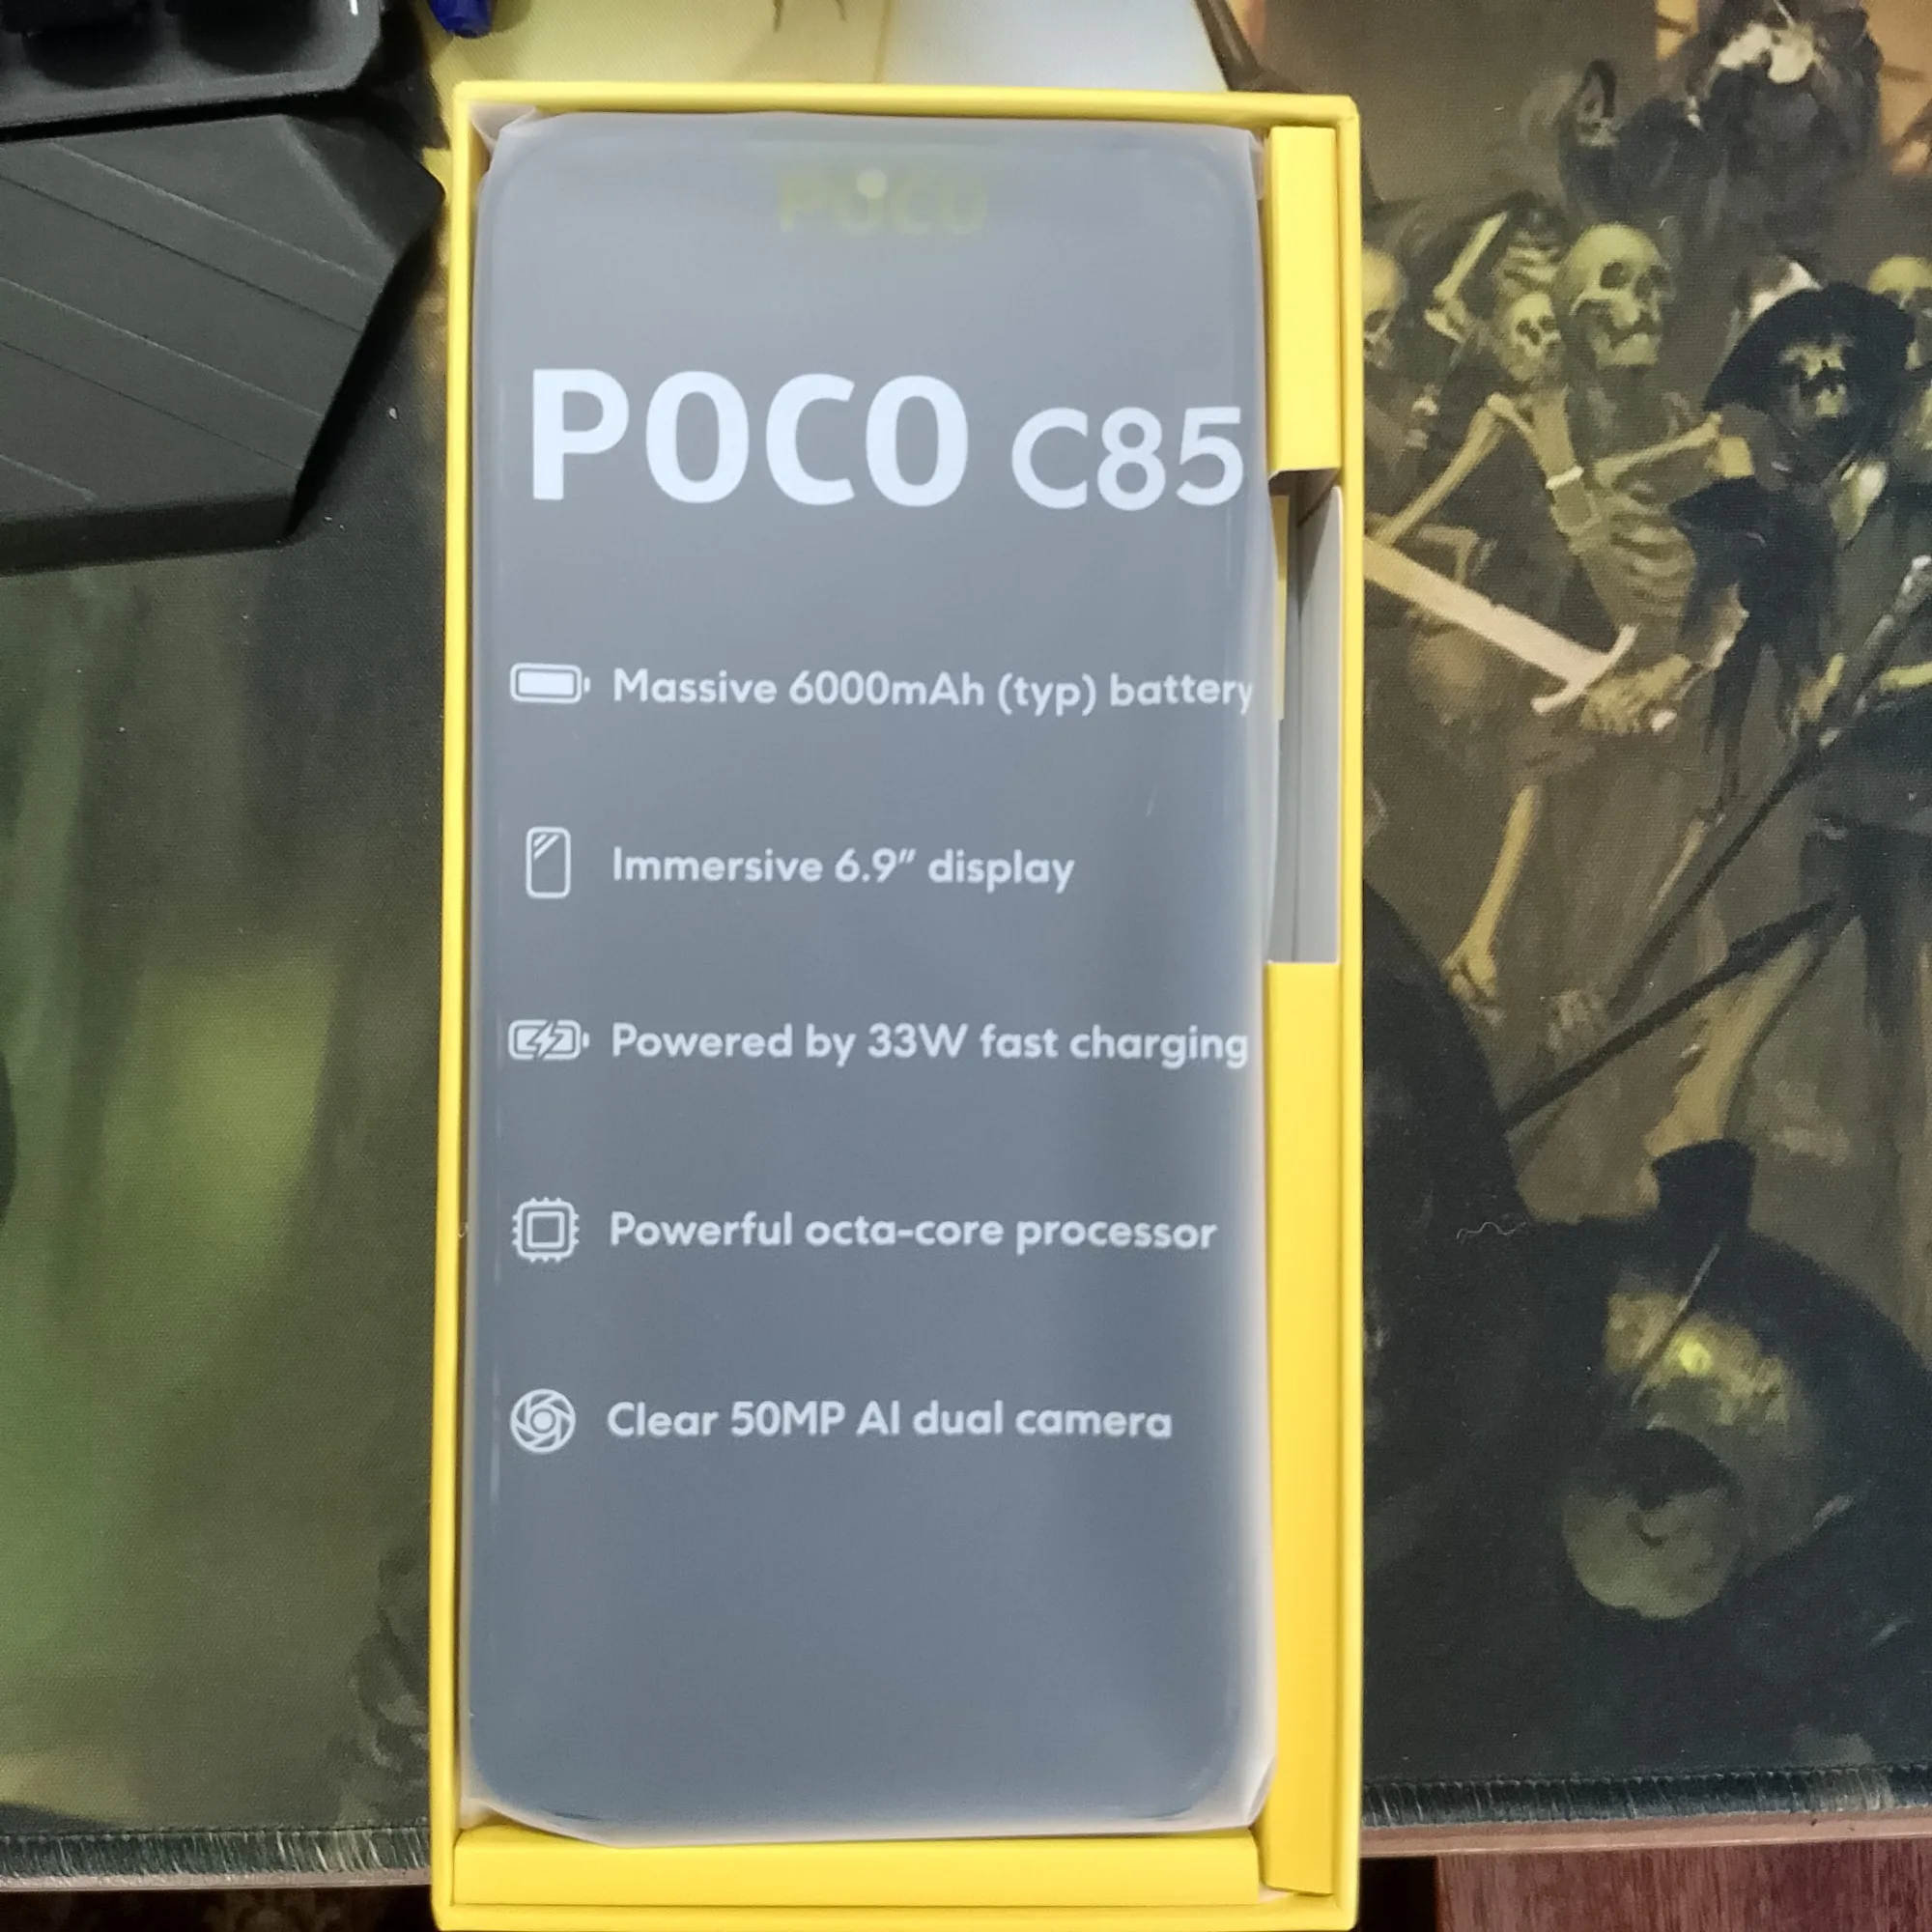 POCO
POCO C85
Massive 6000mAh (typ) battery
Immersive 6.9″ display
Powered by 33W fast charging
Powerful octa-core processor
Clear 50MP AI dual camera